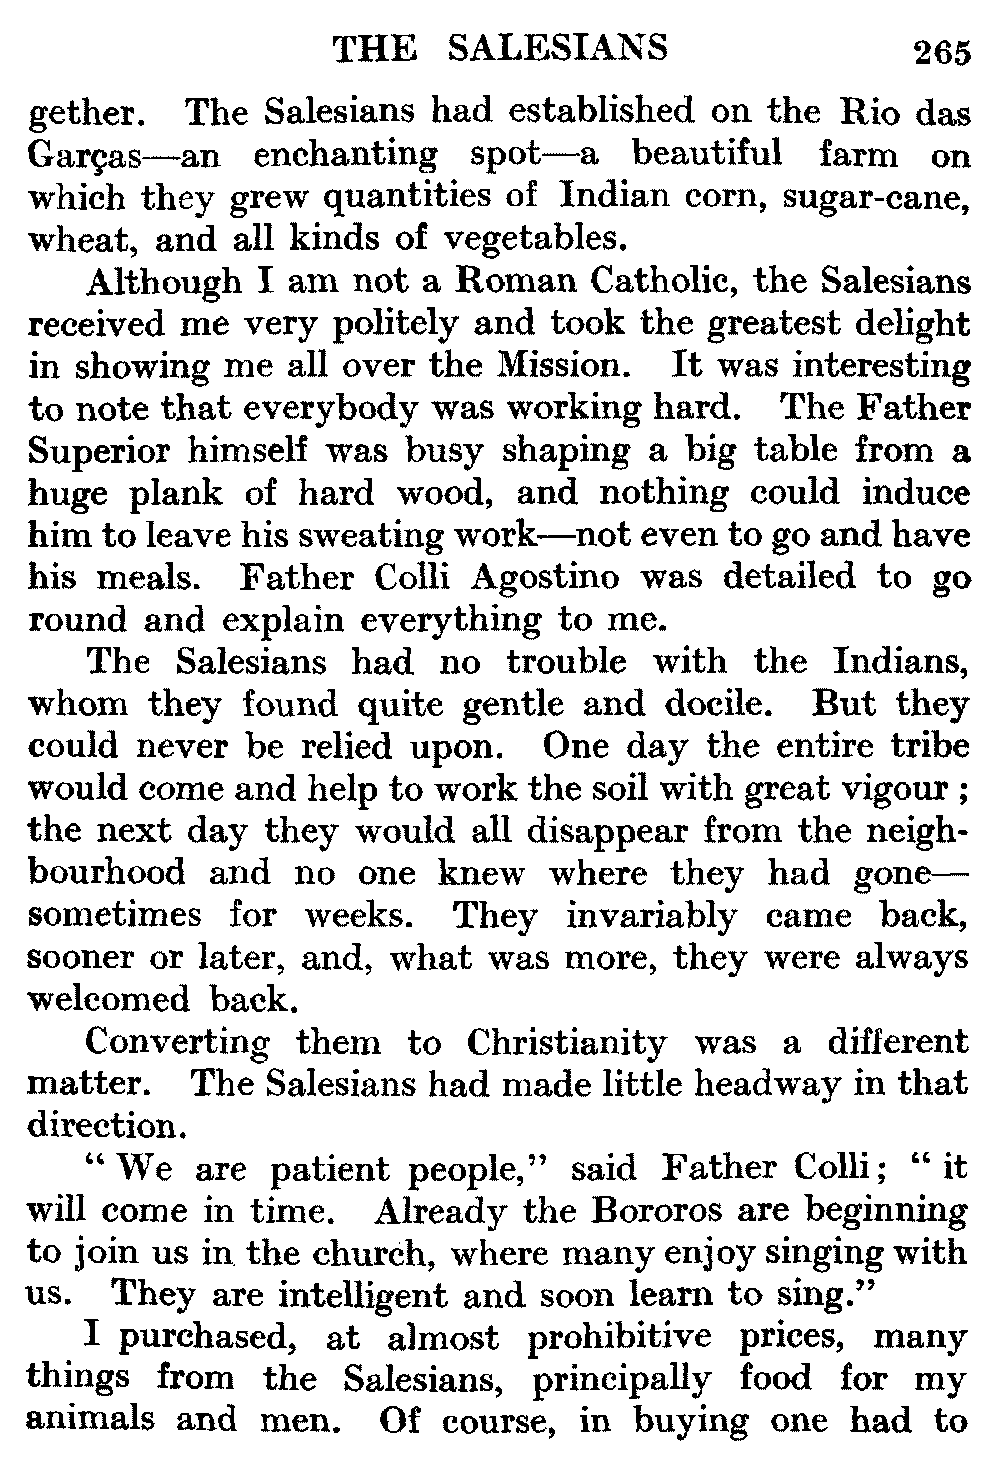 THE SALESIANS 265
gether. The Salesians had established on the Rio das
Garças—an enchanting spot—a beautiful farm on
which they grew quantities of Indian corn, sugar-cane,
wheat, and all kinds of vegetables.
Although I am not a Roman Catholic, the Salesians
received me very politely and took the greatest delight
in showing me all over the Mission. It was interesting
to note that everybody was working hard. The Father
Superior himself was busy shaping a big table from a
huge plank of hard wood, and nothing could induce
him to leave his sweating work—not even to go and have
his meals. Father Colli Agostino was detailed to go
round and explain everything to me.
The Salesians had no trouble with the Indians,
whom they found quite gentle and docile. But they
could never be relied upon. One day the entire tribe
would come and help to work the soil with great vigour ;
the next day they would all disappear from the neigh-
bourhood and no one knew where they had gone—
sometimes for weeks. They invariably came back,
sooner or later, and, what was more, they were always
welcomed back.
Converting them to Christianity was a different
matter. The Salesians had made little headway in that
direction.
“ We are patient people,” said Father Colli; “ it
will come in time. Already the Bororos are beginning
to join us in the church, where many enjoy singing with
us. They are intelligent and soon learn to sing.”
I purchased, at almost prohibitive prices, many
things from the Salesians, principally food for my
animals and men. Of course, in buying one had to